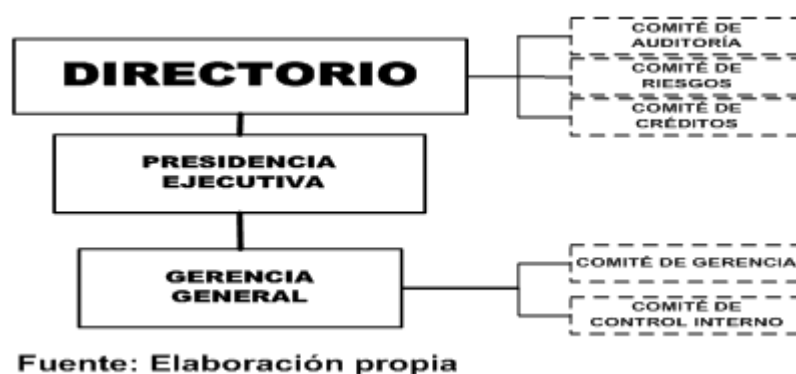 DIRECTORIO
COMITÉ DE
AUDITORÍA
COMITÉ DE
RIESGOS
COMITÉ DE
CRÉDITOS
PRESIDENCIA
EJECUTIVA
GERENCIA
GENERAL
COMITÉ DE GERENCIA
COMITÉ DE
CONTROL INTERNO
Fuente: Elaboración propia